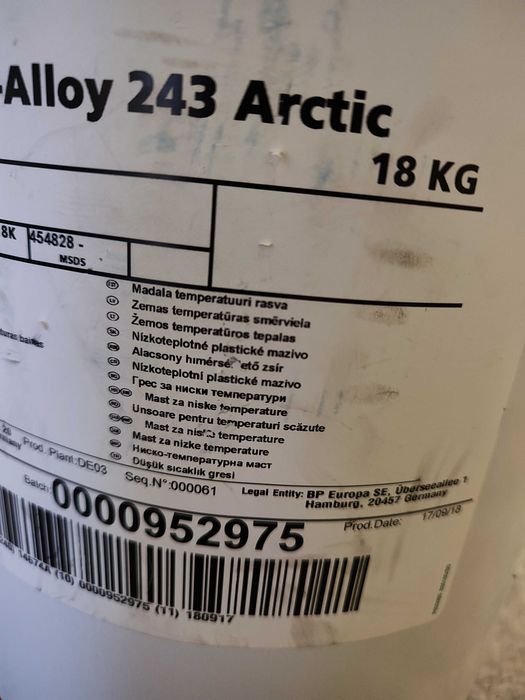 -Alloy 243 Arctic
18 KG
8K 454828 -
MSDS
Madala temperatuuri rasva
Zemas temperatūras smērviela
Žemos temperatūros tepalas
Nízkoteplotné plastické mazivo
Alacsony hőmérsé ető zsír
Nízkoteplotní plastické mazivo
Грес за ниски температури
Mast za niske temperature
Unsoare pentru temperaturi scăzute
Mast za niske temperature
Mast za nizke temperature
Ниско-температурна маст
Düşük sıcaklık gresi
Prod. Plant:DE03
Seq.N°:000061
Legal Entity: BP Europa SE, Überseeallee 1
Hamburg, 20457 Germany
Batch: 0000952975
Prod.Date: 17/09/18
(10) 0000952975 (11) 180917